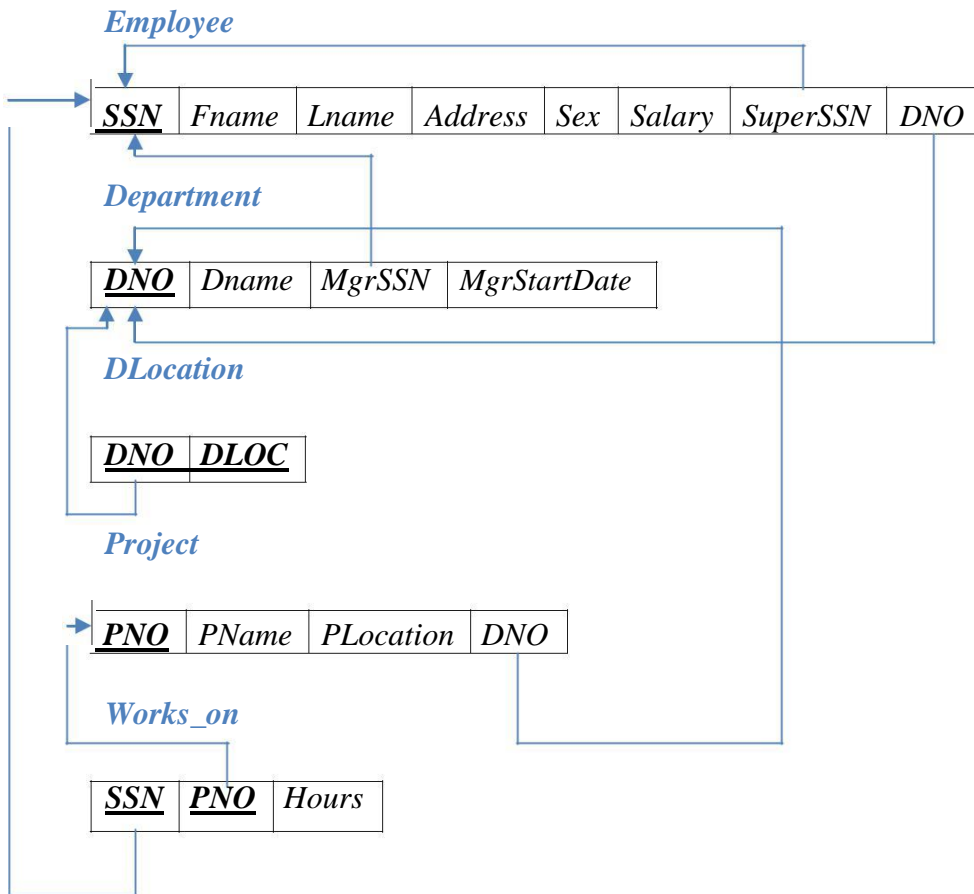 Employee
SSN Fname Lname Address Sex Salary SuperSSN DNO
Department
DNO Dname MgrSSN MgrStartDate
DLocation
DNO DLOC
Project
PNO PName PLocation DNO
Works_on
SSN PNO Hours